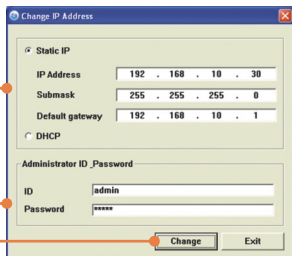 Change IP Address
Static IP
IP Address 192 . 168 . 10 . 30
Submask 255 . 255 . 255 . 0
Default gateway 192 . 168 . 10 . 1
DHCP
Administrator ID _Password
ID admin
Password *****
Change Exit